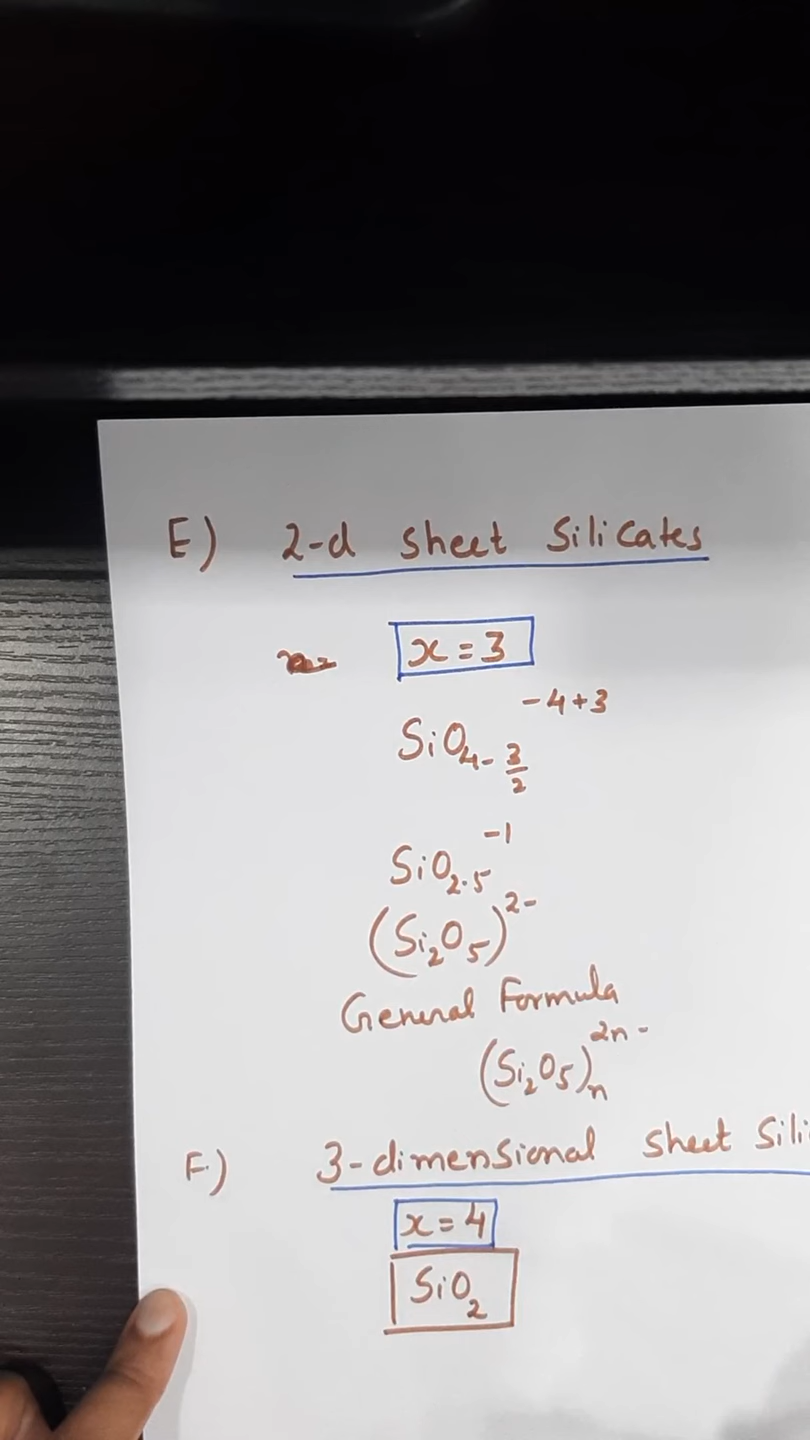 E) 2-d sheet Silicates
x = 3
SiO₄₋³⁄₂⁻⁴⁺³
SiO₂.₅⁻¹
(Si₂O₅)²⁻
General Formula
(Si₂O₅)ₙ²ⁿ⁻
F) 3-dimensional sheet Sili
x = 4
SiO₂